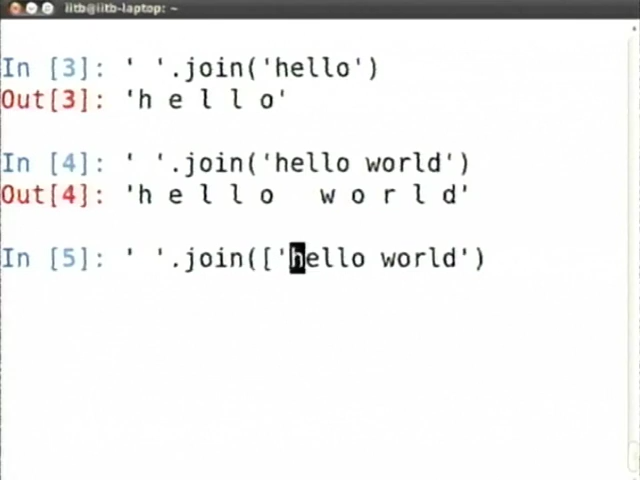 iitb@iitb-laptop: ~
In [3]: ' '.join('hello')
Out[3]: 'h e l l o'
In [4]: ' '.join('hello world')
Out[4]: 'h e l l o   w o r l d'
In [5]: ' '.join(['hello world')